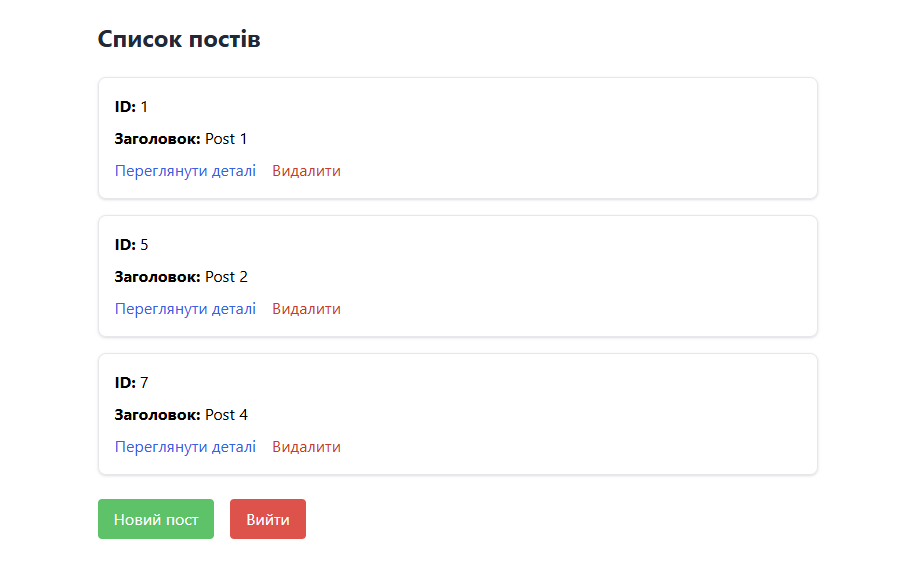 Список постів
ID: 1
Заголовок: Post 1
Переглянути деталі Видалити
ID: 5
Заголовок: Post 2
Переглянути деталі Видалити
ID: 7
Заголовок: Post 4
Переглянути деталі Видалити
Новий пост Вийти